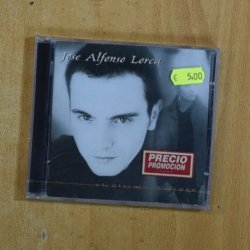 Jose Alfonso Lorca
€ 5,00
PRECIO
PROMOCION